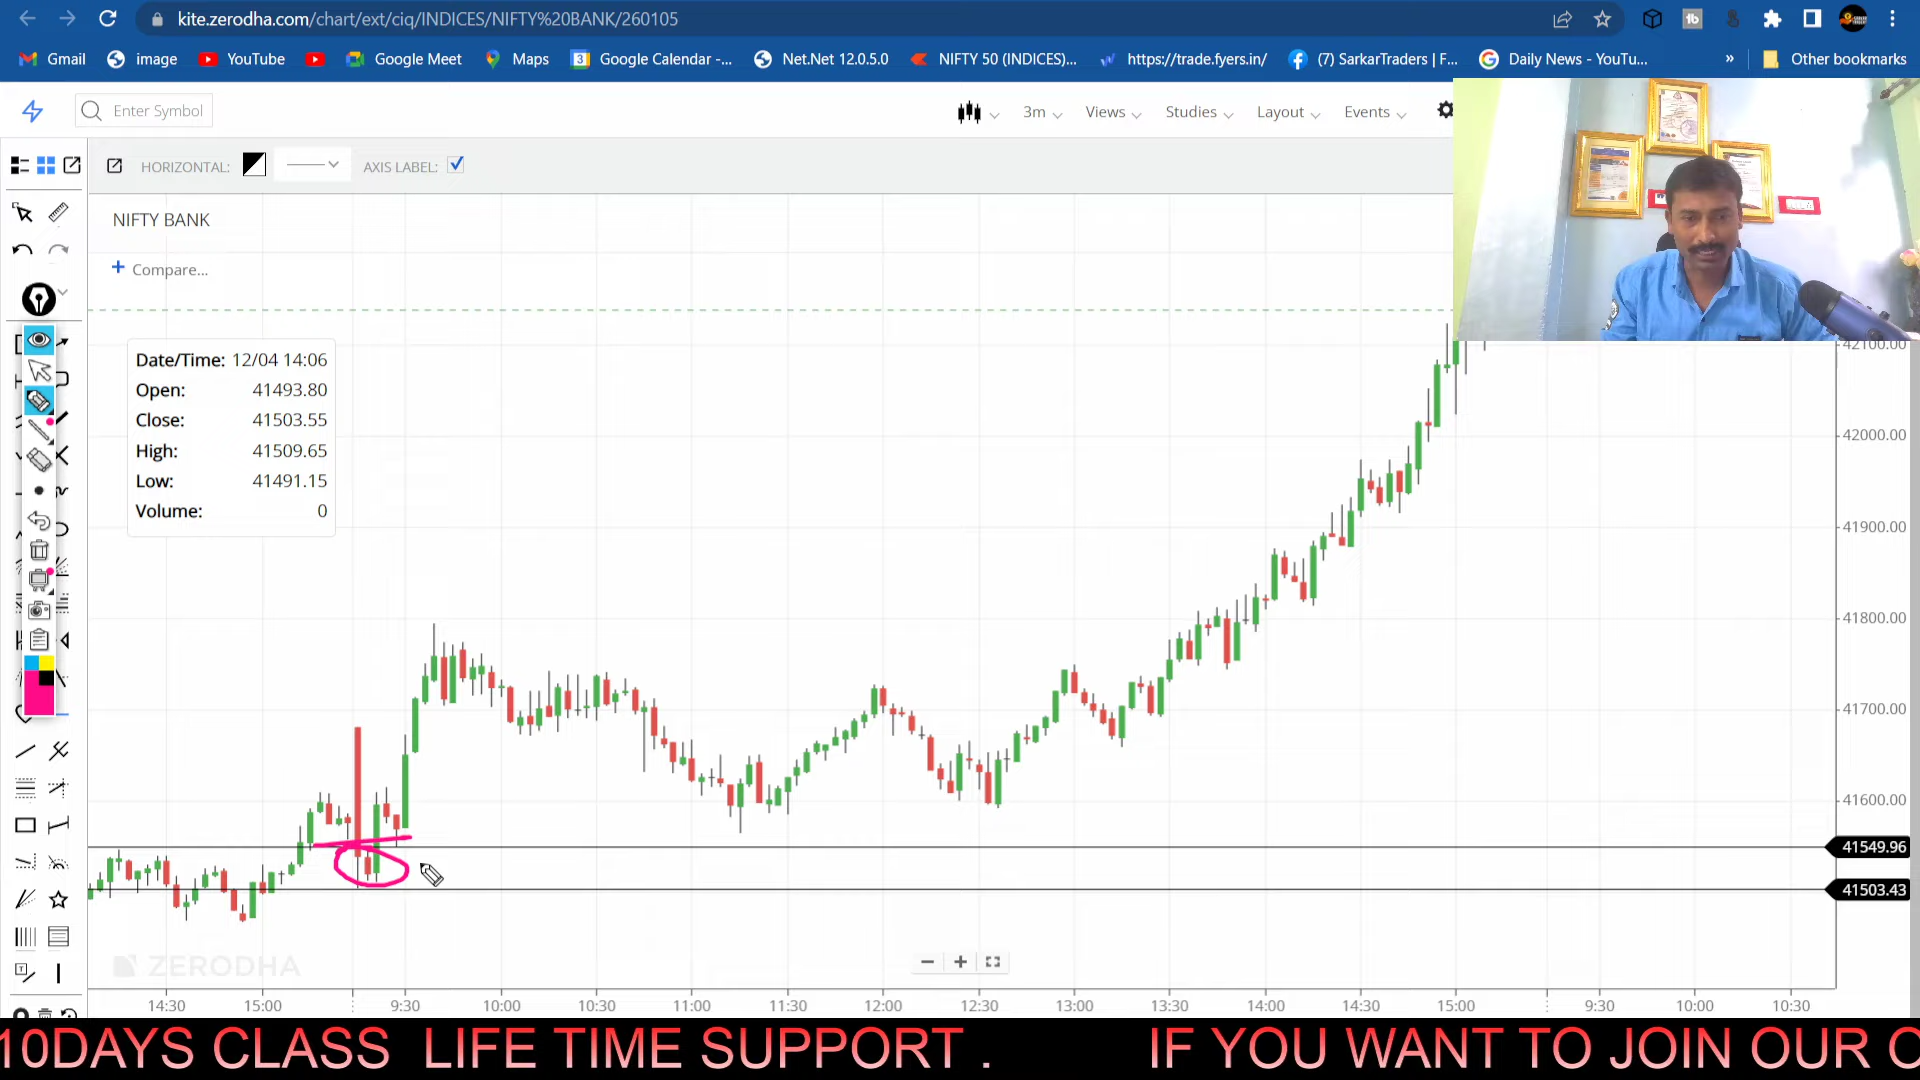 kite.zerodha.com/chart/ext/ciq/INDICES/NIFTY%20BANK/260105
Gmail image YouTube Google Meet 3 Google Calendar -... Maps Net.Net 12.0.5.0 NIFTY 50 (INDICES)... https://trade.fyers.in/ (7) SarkarTraders | F... Daily News - YouTu... » Other bookmarks
Enter Symbol 3m Views Studies Layout Events
HORIZONTAL: AXIS LABEL:
NIFTY BANK
+ Compare...
Date/Time: 12/04 14:06
Open: 41493.80
Close: 41503.55
High: 41509.65
Low: 41491.15
Volume: 0
42100.00
42000.00
41900.00
41800.00
41700.00
41600.00
41549.96
41503.43
ZERODHA
14:30 15:00 9:30 10:00 10:30 11:00 11:30 12:00 12:30 13:00 13:30 14:00 14:30 15:00 9:30 10:00 10:30
10DAYS CLASS LIFE TIME SUPPORT . IF YOU WANT TO JOIN OUR C